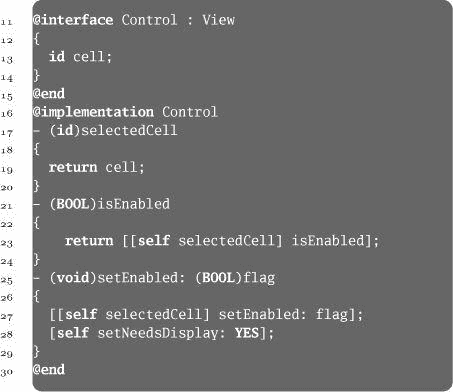 11 @interface Control : View
12 {
13   id cell;
14 }
15 @end
16 @implementation Control
17 - (id)selectedCell
18 {
19   return cell;
20 }
21 - (BOOL)isEnabled
22 {
23     return [[self selectedCell] isEnabled];
24 }
25 - (void)setEnabled: (BOOL)flag
26 {
27   [[self selectedCell] setEnabled: flag];
28   [self setNeedsDisplay: YES];
29 }
30 @end